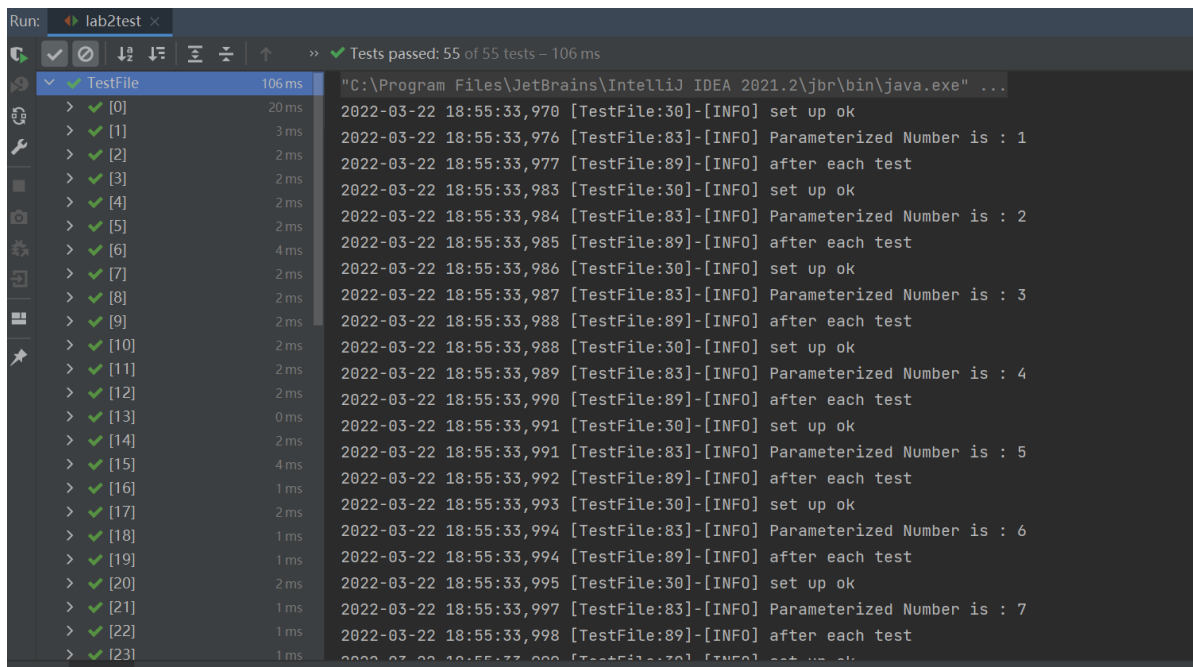 Run: lab2test
» Tests passed: 55 of 55 tests – 106 ms
TestFile 106 ms
[0] 20 ms
[1] 3 ms
[2] 2 ms
[3] 2 ms
[4] 2 ms
[5] 2 ms
[6] 4 ms
[7] 2 ms
[8] 2 ms
[9] 2 ms
[10] 2 ms
[11] 2 ms
[12] 2 ms
[13] 0 ms
[14] 2 ms
[15] 4 ms
[16] 1 ms
[17] 2 ms
[18] 1 ms
[19] 1 ms
[20] 2 ms
[21] 1 ms
[22] 1 ms
[23] 1 ms
"C:\Program Files\JetBrains\IntelliJ IDEA 2021.2\jbr\bin\java.exe" ...
2022-03-22 18:55:33,970 [TestFile:30]-[INFO] set up ok
2022-03-22 18:55:33,976 [TestFile:83]-[INFO] Parameterized Number is : 1
2022-03-22 18:55:33,977 [TestFile:89]-[INFO] after each test
2022-03-22 18:55:33,983 [TestFile:30]-[INFO] set up ok
2022-03-22 18:55:33,984 [TestFile:83]-[INFO] Parameterized Number is : 2
2022-03-22 18:55:33,985 [TestFile:89]-[INFO] after each test
2022-03-22 18:55:33,986 [TestFile:30]-[INFO] set up ok
2022-03-22 18:55:33,987 [TestFile:83]-[INFO] Parameterized Number is : 3
2022-03-22 18:55:33,988 [TestFile:89]-[INFO] after each test
2022-03-22 18:55:33,988 [TestFile:30]-[INFO] set up ok
2022-03-22 18:55:33,989 [TestFile:83]-[INFO] Parameterized Number is : 4
2022-03-22 18:55:33,990 [TestFile:89]-[INFO] after each test
2022-03-22 18:55:33,991 [TestFile:30]-[INFO] set up ok
2022-03-22 18:55:33,991 [TestFile:83]-[INFO] Parameterized Number is : 5
2022-03-22 18:55:33,992 [TestFile:89]-[INFO] after each test
2022-03-22 18:55:33,993 [TestFile:30]-[INFO] set up ok
2022-03-22 18:55:33,994 [TestFile:83]-[INFO] Parameterized Number is : 6
2022-03-22 18:55:33,994 [TestFile:89]-[INFO] after each test
2022-03-22 18:55:33,995 [TestFile:30]-[INFO] set up ok
2022-03-22 18:55:33,997 [TestFile:83]-[INFO] Parameterized Number is : 7
2022-03-22 18:55:33,998 [TestFile:89]-[INFO] after each test